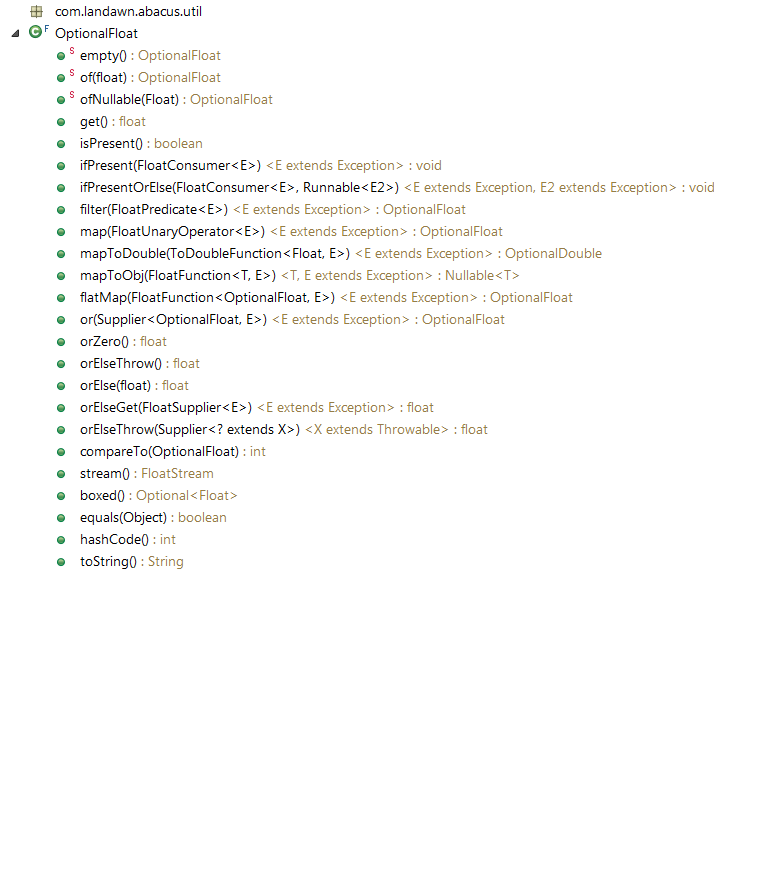 com.landawn.abacus.util
C F OptionalFloat
S empty() : OptionalFloat
S of(float) : OptionalFloat
S ofNullable(Float) : OptionalFloat
get() : float
isPresent() : boolean
ifPresent(FloatConsumer<E>) <E extends Exception> : void
ifPresentOrElse(FloatConsumer<E>, Runnable<E2>) <E extends Exception, E2 extends Exception> : void
filter(FloatPredicate<E>) <E extends Exception> : OptionalFloat
map(FloatUnaryOperator<E>) <E extends Exception> : OptionalFloat
mapToDouble(ToDoubleFunction<Float, E>) <E extends Exception> : OptionalDouble
mapToObj(FloatFunction<T, E>) <T, E extends Exception> : Nullable<T>
flatMap(FloatFunction<OptionalFloat, E>) <E extends Exception> : OptionalFloat
or(Supplier<OptionalFloat, E>) <E extends Exception> : OptionalFloat
orZero() : float
orElseThrow() : float
orElse(float) : float
orElseGet(FloatSupplier<E>) <E extends Exception> : float
orElseThrow(Supplier<? extends X>) <X extends Throwable> : float
compareTo(OptionalFloat) : int
stream() : FloatStream
boxed() : Optional<Float>
equals(Object) : boolean
hashCode() : int
toString() : String